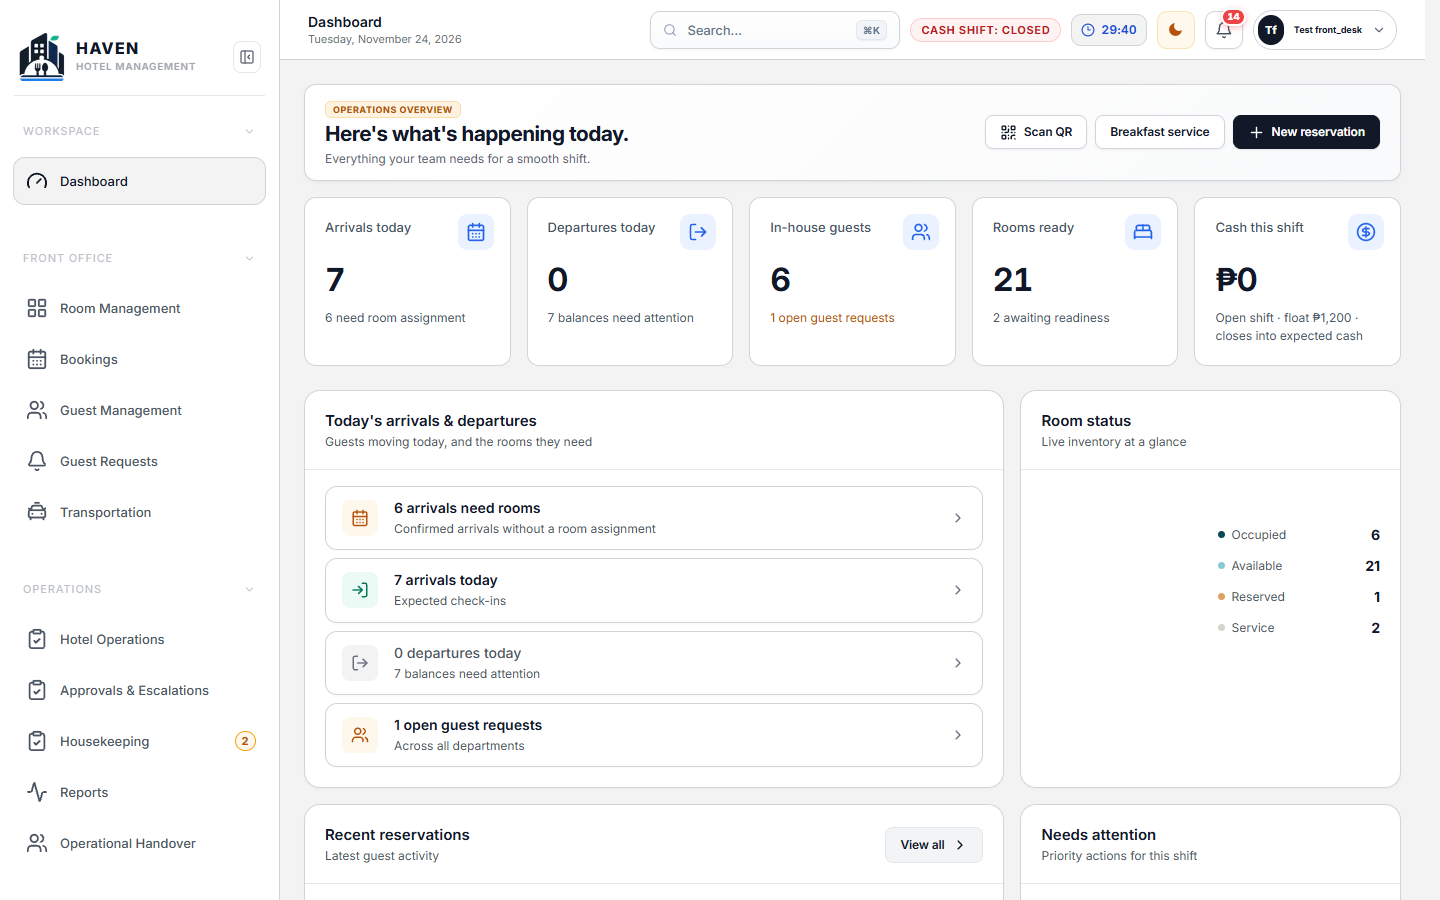 HAVEN
HOTEL MANAGEMENT
WORKSPACE
Dashboard
FRONT OFFICE
Room Management
Bookings
Guest Management
Guest Requests
Transportation
OPERATIONS
Hotel Operations
Approvals & Escalations
Housekeeping 2
Reports
Operational Handover
Dashboard
Tuesday, November 24, 2026
Search... ⌘K
CASH SHIFT: CLOSED
29:40
14
Tf Test front_desk
OPERATIONS OVERVIEW
Here's what's happening today.
Everything your team needs for a smooth shift.
Scan QR
Breakfast service
New reservation
Arrivals today
7
6 need room assignment
Departures today
0
7 balances need attention
In-house guests
6
1 open guest requests
Rooms ready
21
2 awaiting readiness
Cash this shift
₱0
Open shift · float ₱1,200 ·
closes into expected cash
Today's arrivals & departures
Guests moving today, and the rooms they need
6 arrivals need rooms
Confirmed arrivals without a room assignment
7 arrivals today
Expected check-ins
0 departures today
7 balances need attention
1 open guest requests
Across all departments
Room status
Live inventory at a glance
Occupied 6
Available 21
Reserved 1
Service 2
Recent reservations
Latest guest activity
View all
Needs attention
Priority actions for this shift